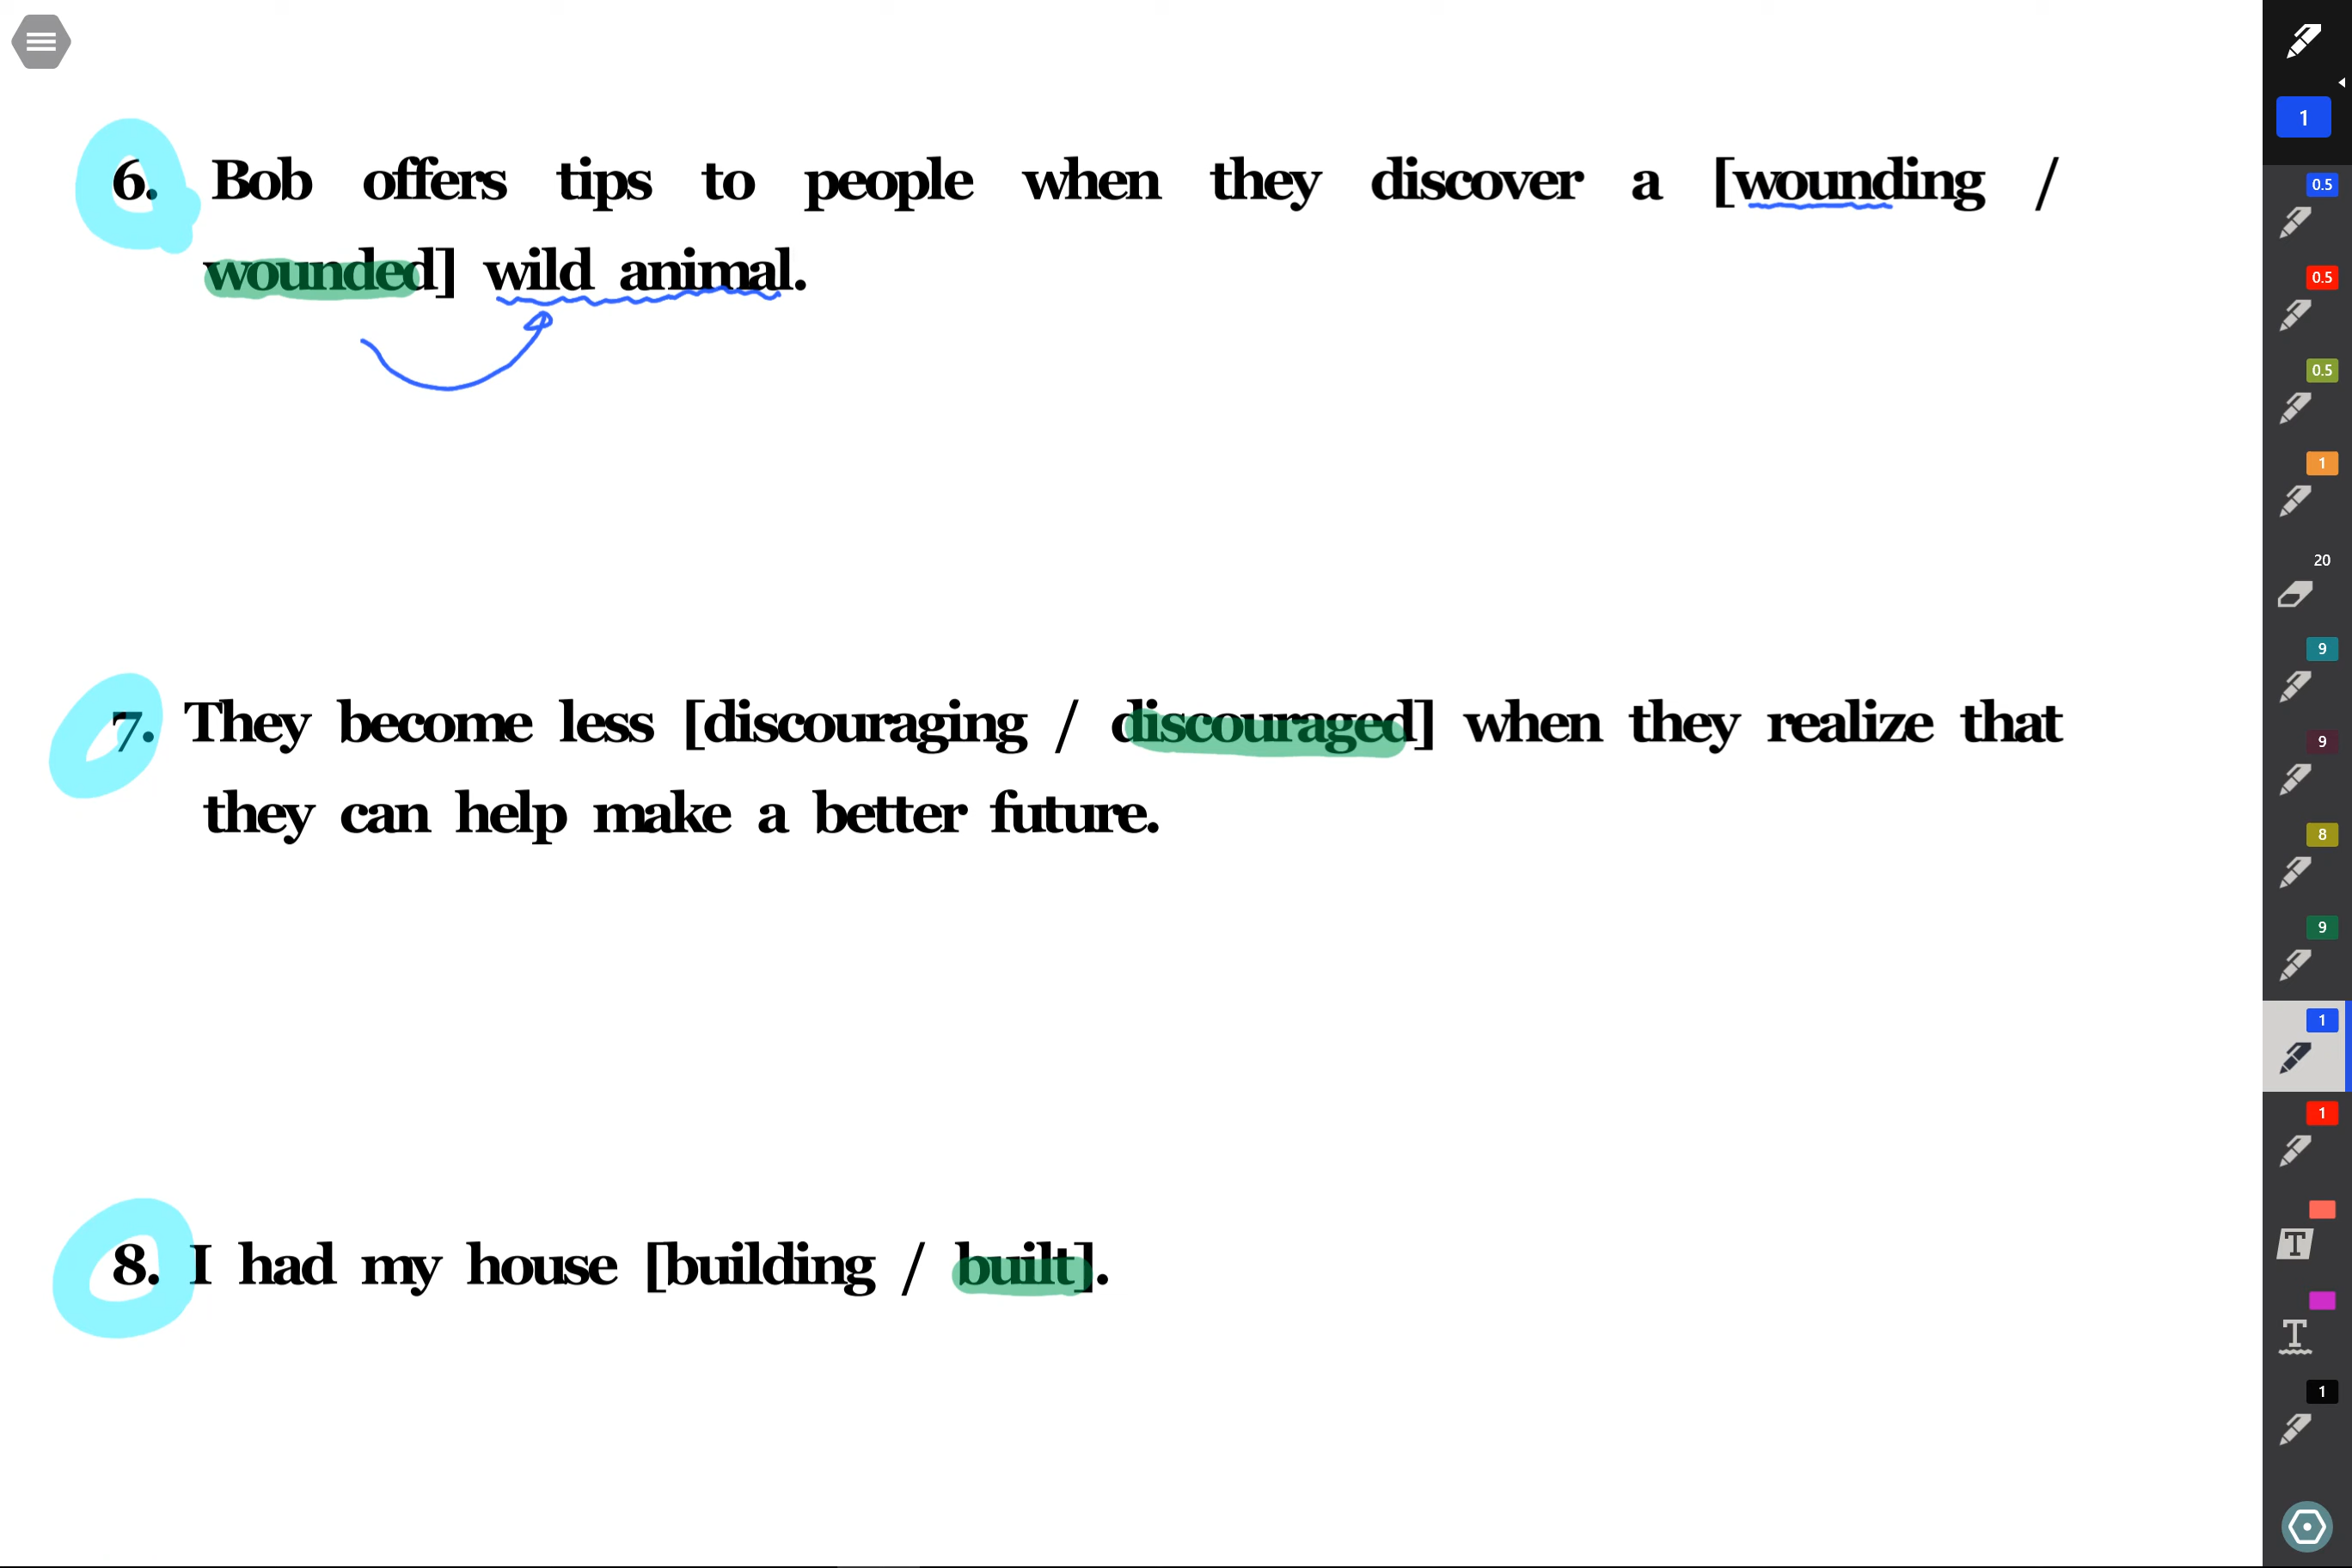 6. Bob offers tips to people when they discover a [wounding /
wounded] wild animal.
7. They become less [discouraging / discouraged] when they realize that
they can help make a better future.
8. I had my house [building / built].
1
0.5
0.5
0.5
1
20
9
9
8
9
1
1
T
T
1